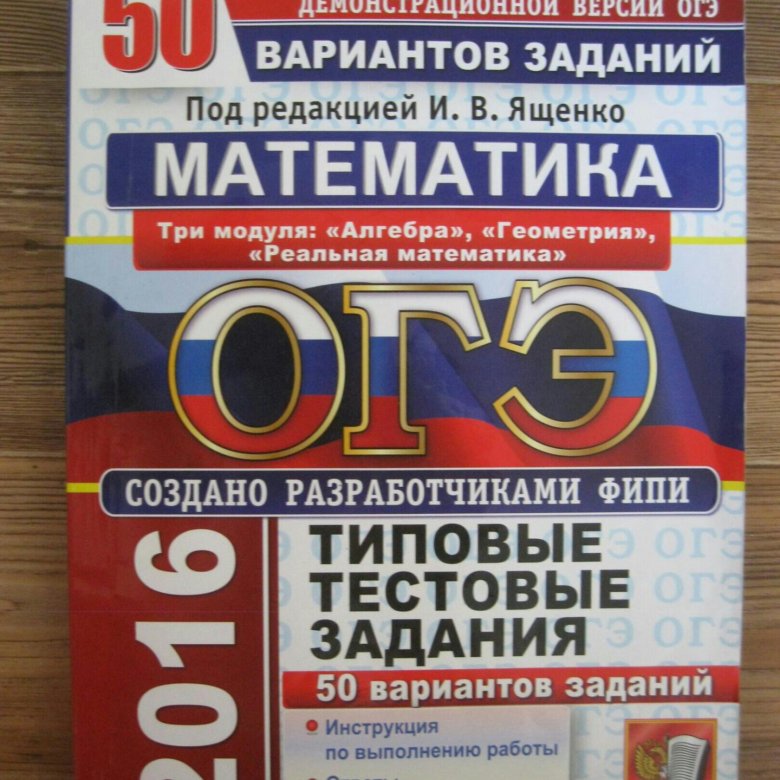 50
ДЕМОНСТРАЦИОННОЙ ВЕРСИИ ОГЭ
ВАРИАНТОВ ЗАДАНИЙ
Под редакцией И. В. Ященко
МАТЕМАТИКА
Три модуля: «Алгебра», «Геометрия»,
«Реальная математика»
ОГЭ
СОЗДАНО РАЗРАБОТЧИКАМИ ФИПИ
2016
ТИПОВЫЕ
ТЕСТОВЫЕ
ЗАДАНИЯ
50 вариантов заданий
• Инструкция
по выполнению работы